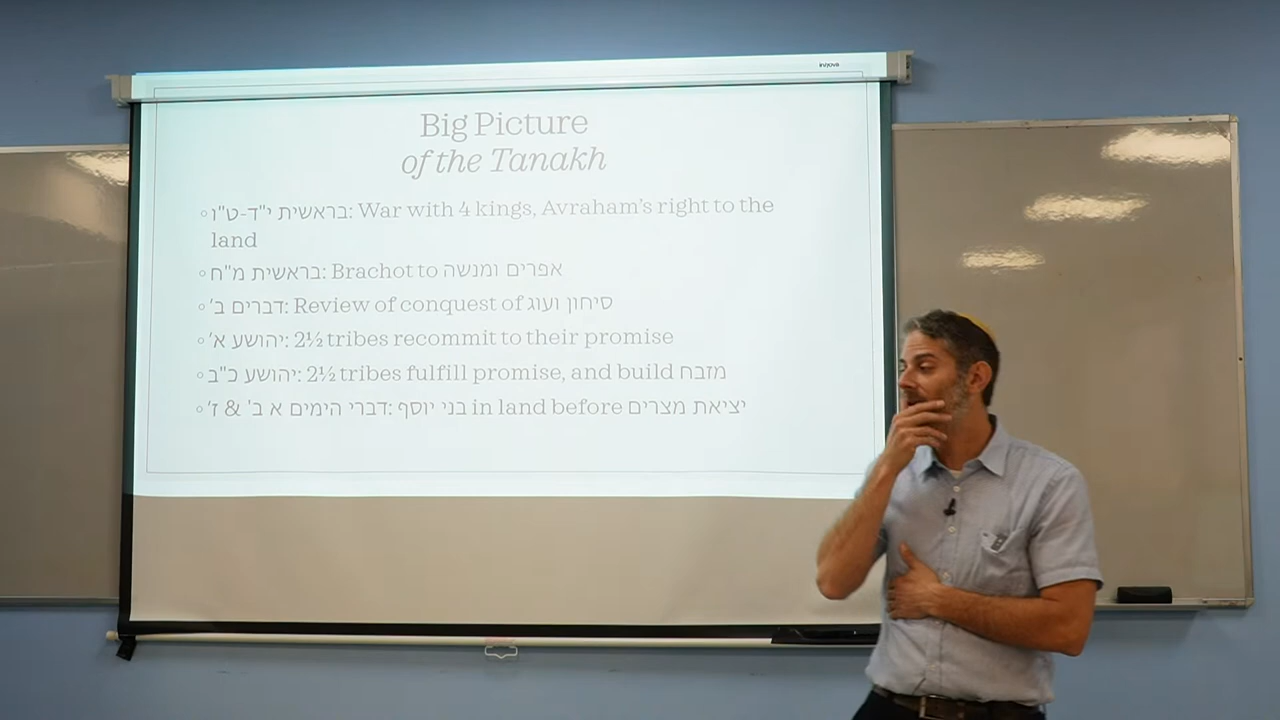 innova
Big Picture
of the Tanakh
בראשית י"ד-ט"ו: War with 4 kings, Avraham's right to the
land
בראשית מ"ח: Brachot to אפרים ומנשה
דברים ב': Review of conquest of סיחון ועוג
יהושע א': 2½ tribes recommit to their promise
יהושע כ"ב: 2½ tribes fulfill promise, and build מזבח
דברי הימים א ב' & ז': בני יוסף in land before יציאת מצרים